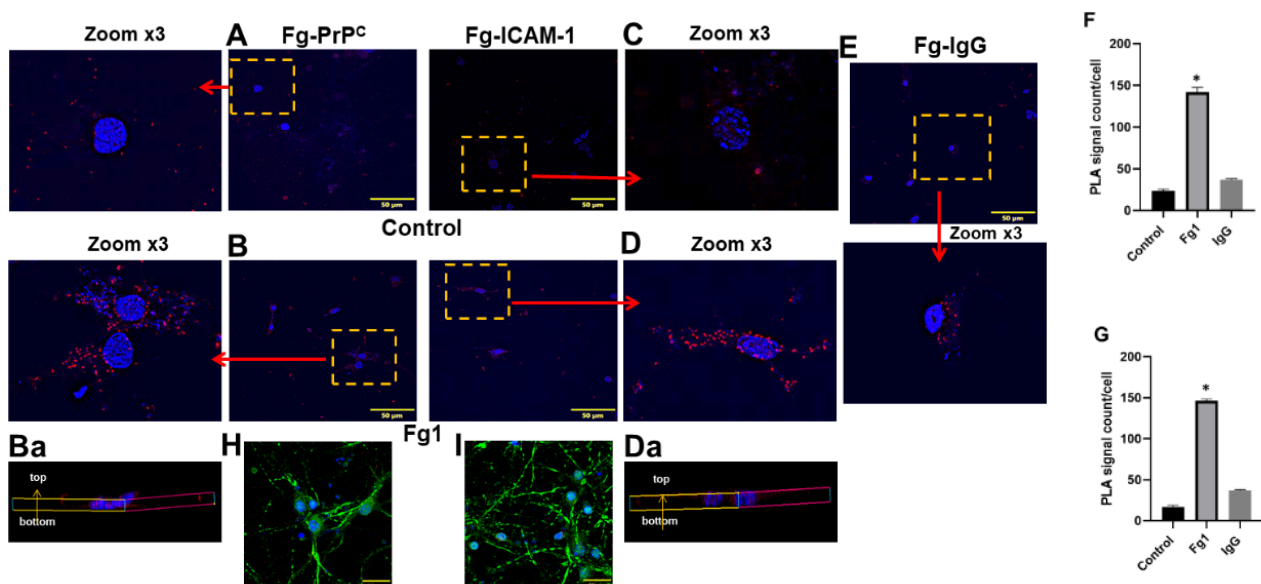 Zoom x3
A
Fg-PrPᶜ
Fg-ICAM-1
C
Zoom x3
E
Fg-IgG
50 µm
50 µm
50 µm
Control
Zoom x3
B
D
Zoom x3
Zoom x3
50 µm
50 µm
Fg1
Ba
top
bottom
H
I
Da
top
bottom
F
PLA signal count/cell
200
150
100
50
0
*
Control
Fg1
IgG
G
PLA signal count/cell
200
150
100
50
0
*
Control
Fg1
IgG